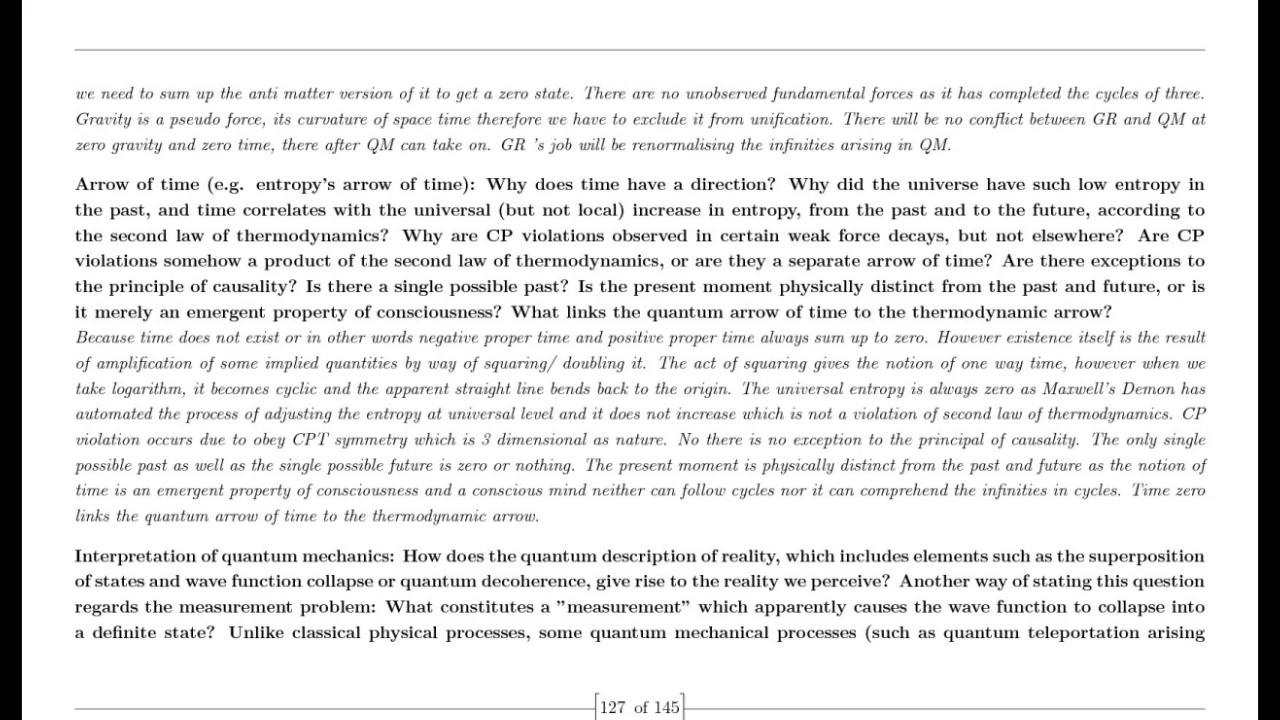 we need to sum up the anti matter version of it to get a zero state. There are no unobserved fundamental forces as it has completed the cycles of three.
Gravity is a pseudo force, its curvature of space time therefore we have to exclude it from unification. There will be no conflict between GR and QM at
zero gravity and zero time, there after QM can take on. GR 's job will be renormalising the infinities arising in QM.
Arrow of time (e.g. entropy's arrow of time): Why does time have a direction? Why did the universe have such low entropy in
the past, and time correlates with the universal (but not local) increase in entropy, from the past and to the future, according to
the second law of thermodynamics? Why are CP violations observed in certain weak force decays, but not elsewhere? Are CP
violations somehow a product of the second law of thermodynamics, or are they a separate arrow of time? Are there exceptions to
the principle of causality? Is there a single possible past? Is the present moment physically distinct from the past and future, or is
it merely an emergent property of consciousness? What links the quantum arrow of time to the thermodynamic arrow?
Because time does not exist or in other words negative proper time and positive proper time always sum up to zero. However existence itself is the result
of amplification of some implied quantities by way of squaring/ doubling it. The act of squaring gives the notion of one way time, however when we
take logarithm, it becomes cyclic and the apparent straight line bends back to the origin. The universal entropy is always zero as Maxwell's Demon has
automated the process of adjusting the entropy at universal level and it does not increase which is not a violation of second law of thermodynamics. CP
violation occurs due to obey CPT symmetry which is 3 dimensional as nature. No there is no exception to the principal of causality. The only single
possible past as well as the single possible future is zero or nothing. The present moment is physically distinct from the past and future as the notion of
time is an emergent property of consciousness and a conscious mind neither can follow cycles nor it can comprehend the infinities in cycles. Time zero
links the quantum arrow of time to the thermodynamic arrow.
Interpretation of quantum mechanics: How does the quantum description of reality, which includes elements such as the superposition
of states and wave function collapse or quantum decoherence, give rise to the reality we perceive? Another way of stating this question
regards the measurement problem: What constitutes a "measurement" which apparently causes the wave function to collapse into
a definite state? Unlike classical physical processes, some quantum mechanical processes (such as quantum teleportation arising
127 of 145